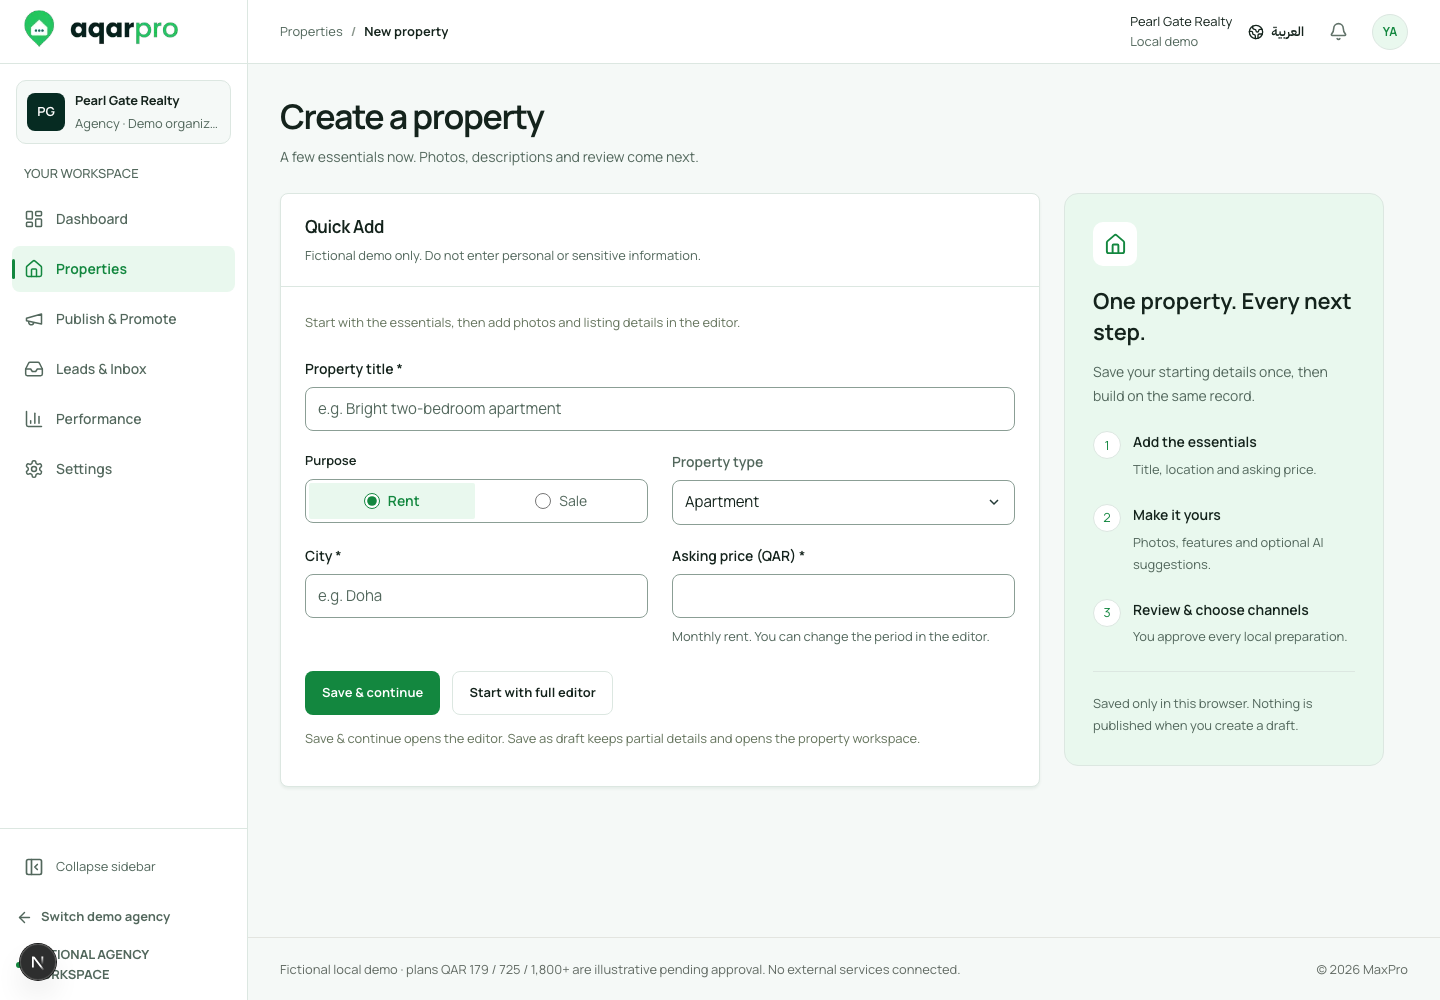 aqarpro
Properties / New property
Pearl Gate Realty
Local demo
العربية
YA
PG
Pearl Gate Realty
Agency · Demo organiz...
YOUR WORKSPACE
Dashboard
Properties
Publish & Promote
Leads & Inbox
Performance
Settings
Collapse sidebar
Switch demo agency
AGENCY
N
Create a property
A few essentials now. Photos, descriptions and review come next.
Quick Add
Fictional demo only. Do not enter personal or sensitive information.
Start with the essentials, then add photos and listing details in the editor.
Property title *
e.g. Bright two-bedroom apartment
Purpose
Rent
Sale
Property type
Apartment
City *
e.g. Doha
Asking price (QAR) *
Monthly rent. You can change the period in the editor.
Save & continue
Start with full editor
Save & continue opens the editor. Save as draft keeps partial details and opens the property workspace.
One property. Every next
step.
Save your starting details once, then
build on the same record.
1
Add the essentials
Title, location and asking price.
2
Make it yours
Photos, features and optional AI
suggestions.
3
Review & choose channels
You approve every local preparation.
Saved only in this browser. Nothing is
published when you create a draft.
Fictional local demo · plans QAR 179 / 725 / 1,800+ are illustrative pending approval. No external services connected.
© 2026 MaxPro